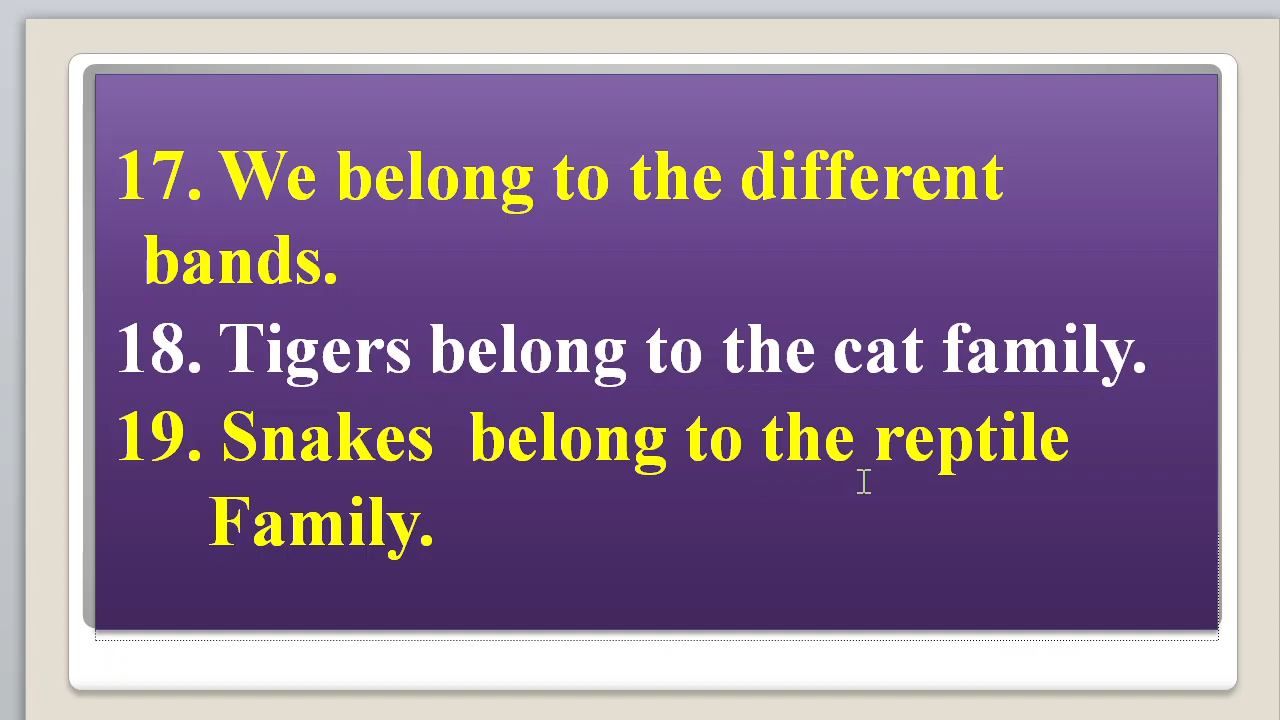 17. We belong to the different
bands.
18. Tigers belong to the cat family.
19. Snakes  belong to the reptile
Family.